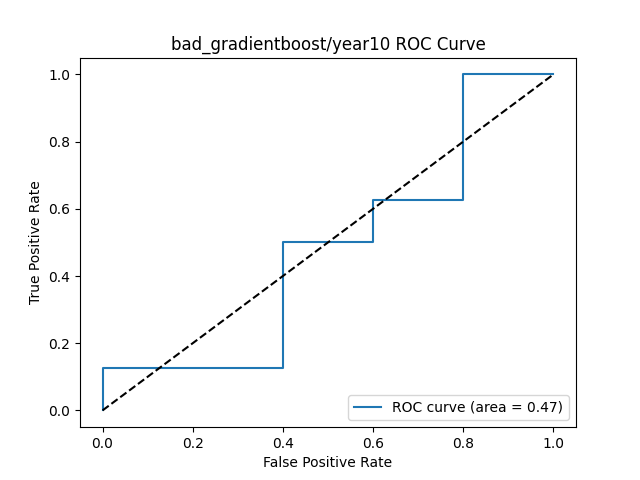 bad_gradientboost/year10 ROC Curve
True Positive Rate
1.0
0.8
0.6
0.4
0.2
0.0
ROC curve (area = 0.47)
0.0 0.2 0.4 0.6 0.8 1.0
False Positive Rate